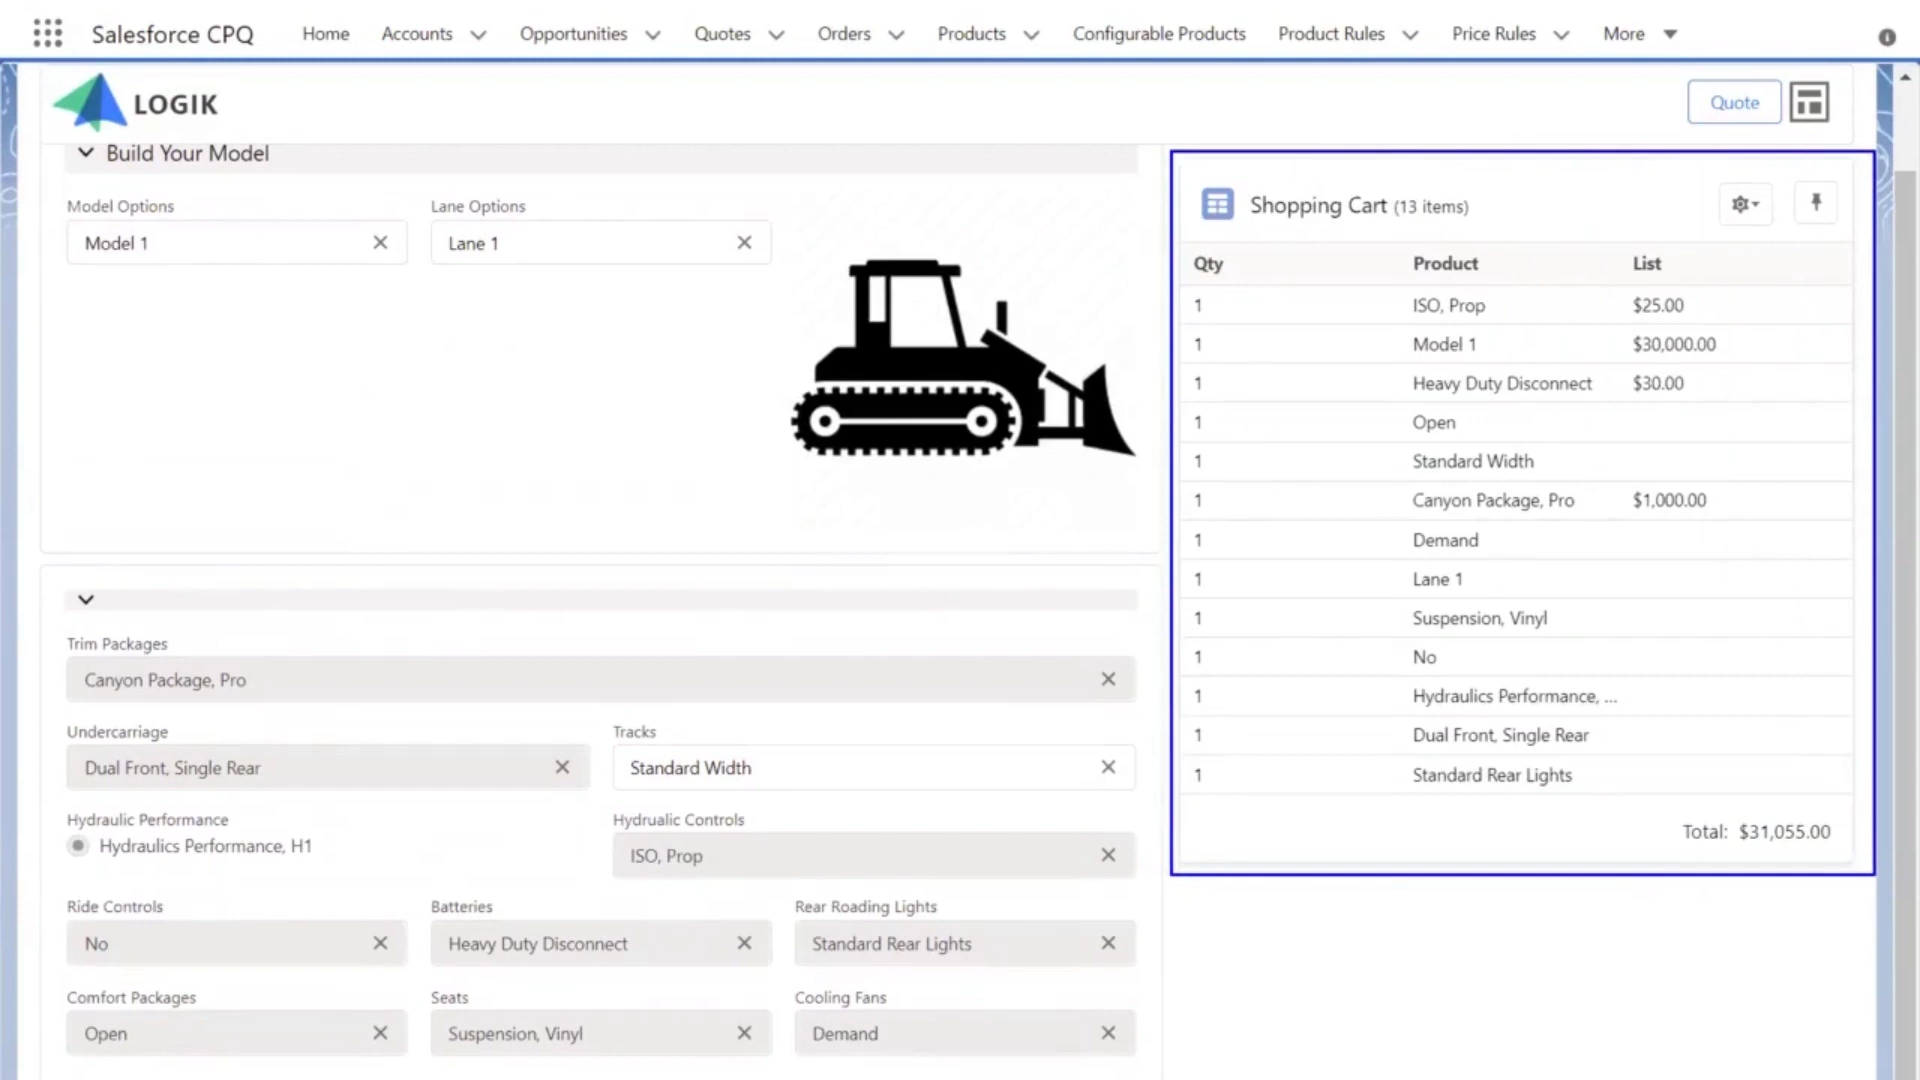 Salesforce CPQ Home Accounts Opportunities Quotes Orders Products Configurable Products Product Rules Price Rules More
LOGIK
Quote
Build Your Model
Model Options
Model 1
Lane Options
Lane 1
Trim Packages
Canyon Package, Pro
Undercarriage
Dual Front, Single Rear
Tracks
Standard Width
Hydraulic Performance
Hydraulics Performance, H1
Hydrualic Controls
ISO, Prop
Ride Controls
No
Batteries
Heavy Duty Disconnect
Rear Roading Lights
Standard Rear Lights
Comfort Packages
Open
Seats
Suspension, Vinyl
Cooling Fans
Demand
Shopping Cart (13 items)
Qty Product List
1 ISO, Prop $25.00
1 Model 1 $30,000.00
1 Heavy Duty Disconnect $30.00
1 Open
1 Standard Width
1 Canyon Package, Pro $1,000.00
1 Demand
1 Lane 1
1 Suspension, Vinyl
1 No
1 Hydraulics Performance, ...
1 Dual Front, Single Rear
1 Standard Rear Lights
Total: $31,055.00